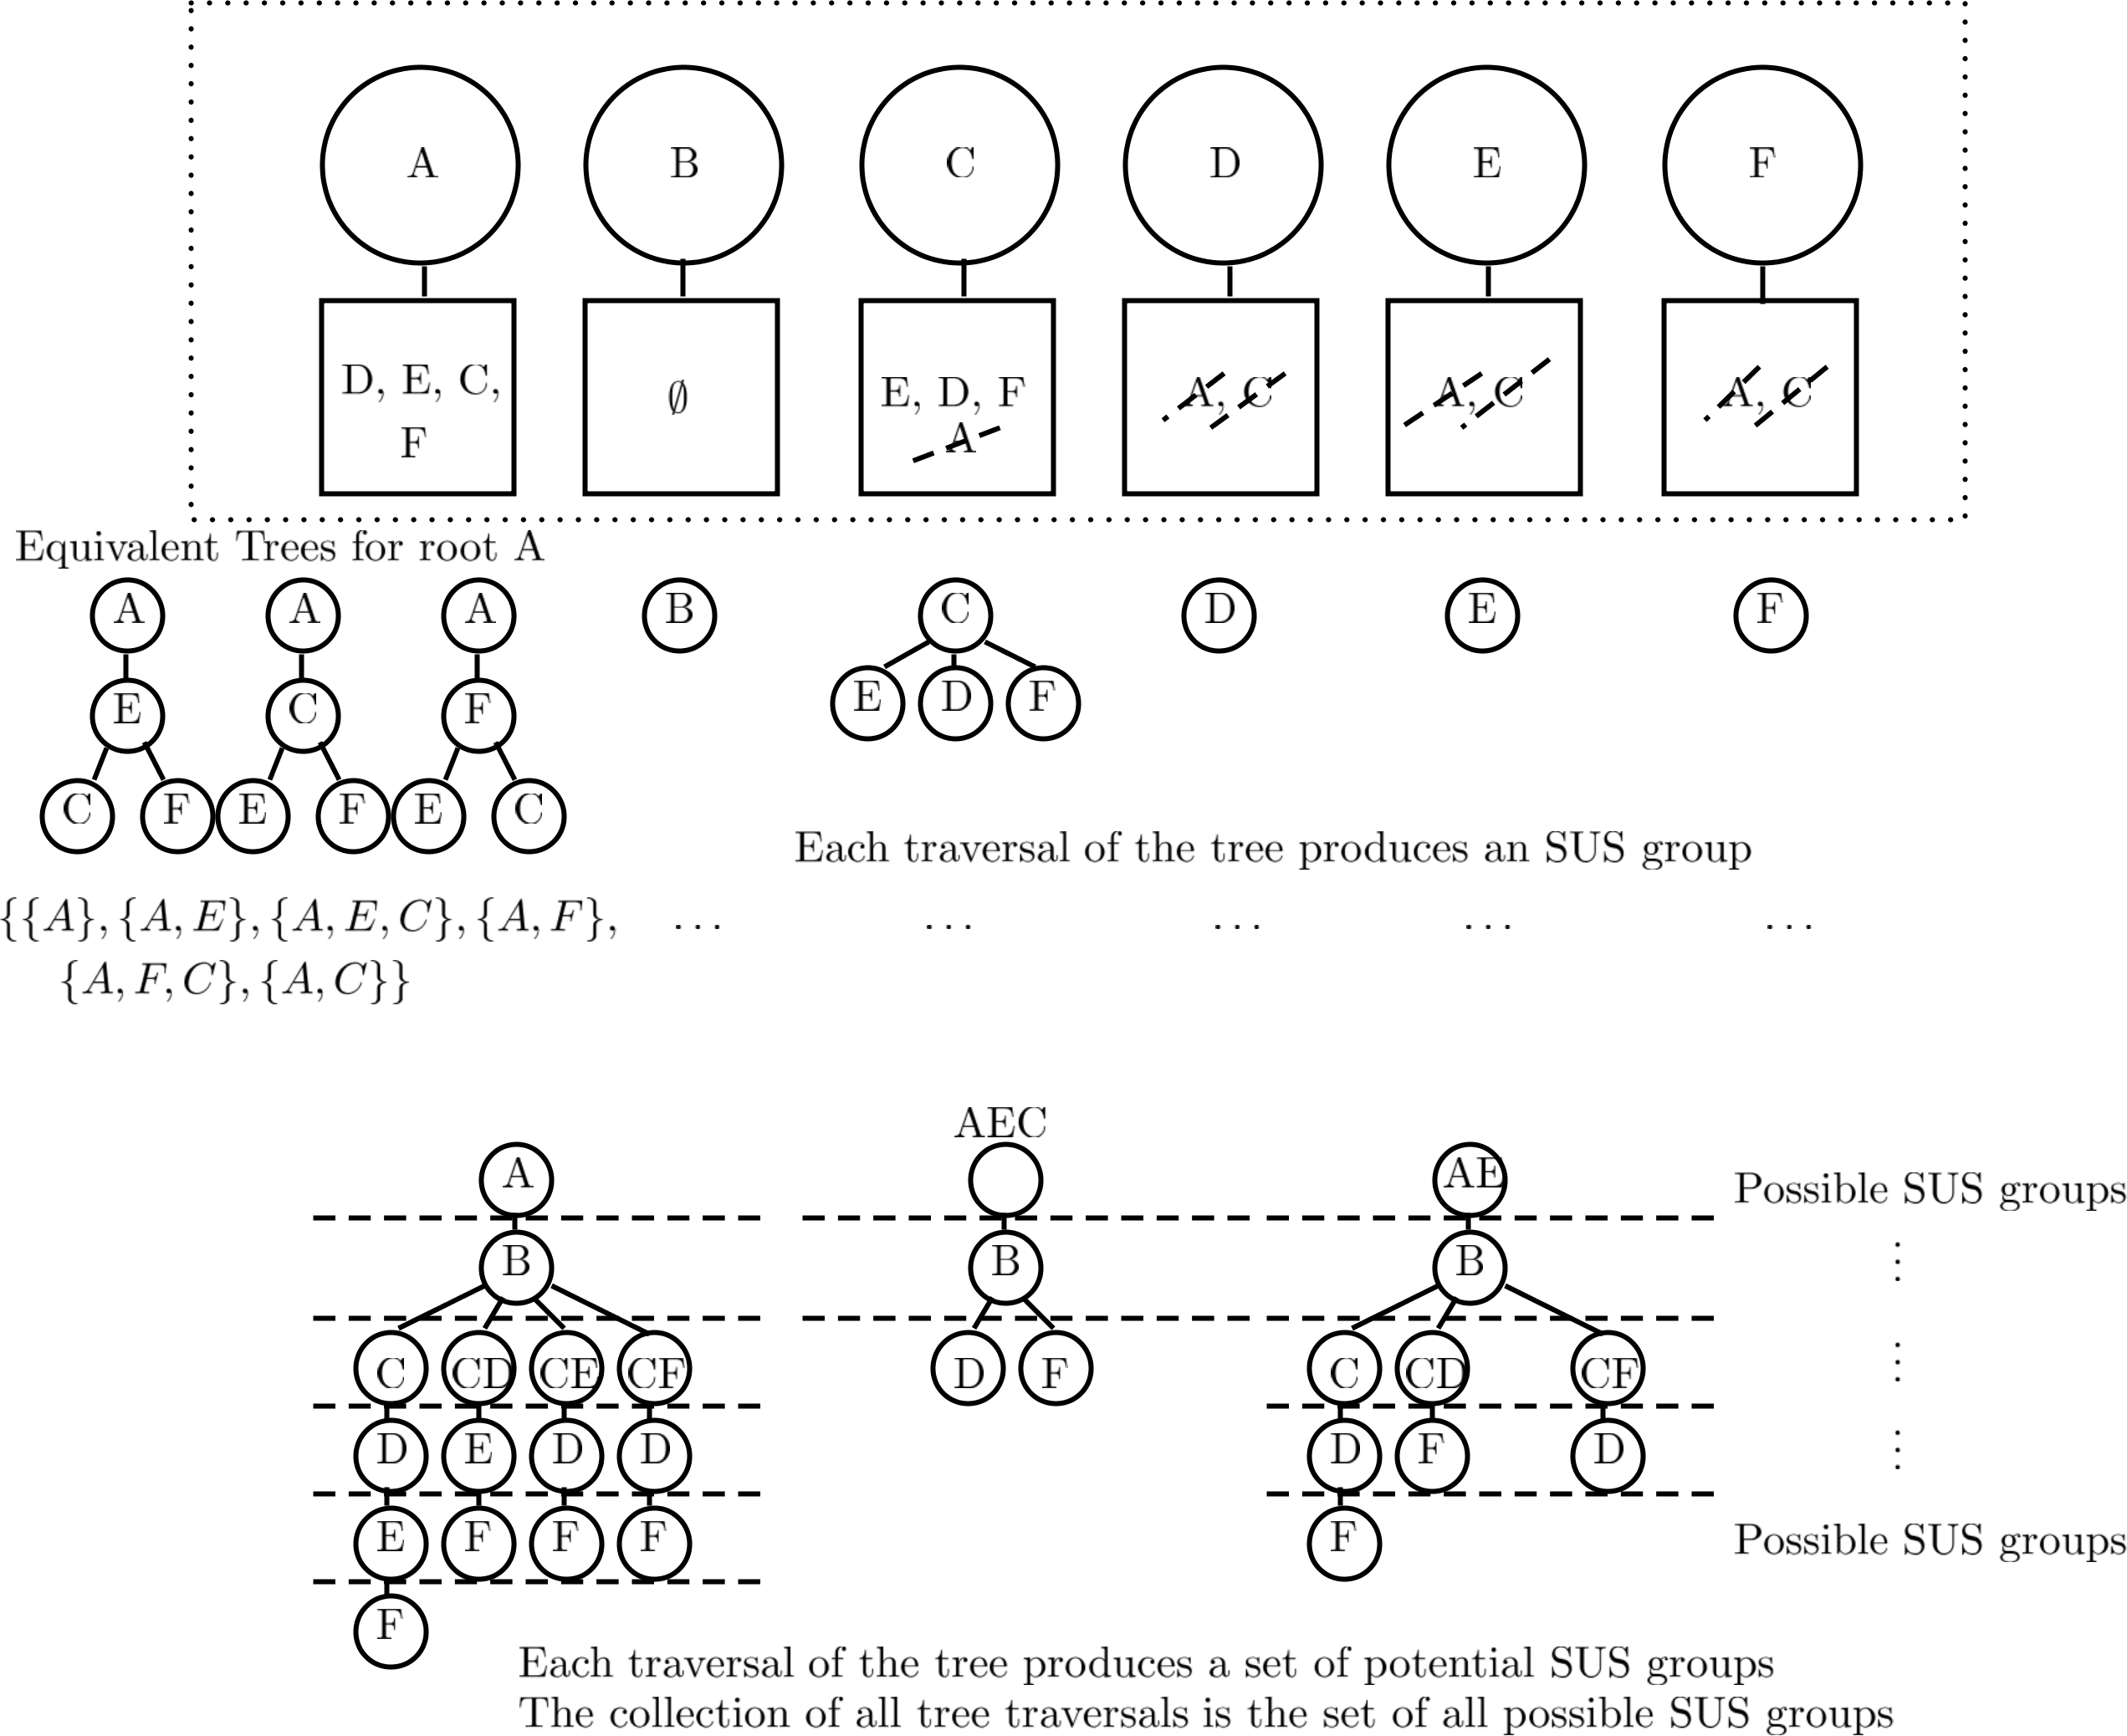 A B C D E F
D, E, C,
F
∅
E, D, F
A
A, C
A, C
A, C
Equivalent Trees for root A
A A A B C D E F
E C F E D F
C F E F E C
Each traversal of the tree produces an SUS group
{{A}, {A, E}, {A, E, C}, {A, F}, ... ... ... ... ...
{A, F, C}, {A, C}}
AEC
A AE Possible SUS groups
B B B ⋮
C CD CE CF D F C CD CF ⋮
D E D D D F D ⋮
E F F F F Possible SUS groups
F
Each traversal of the tree produces a set of potential SUS groups
The collection of all tree traversals is the set of all possible SUS groups